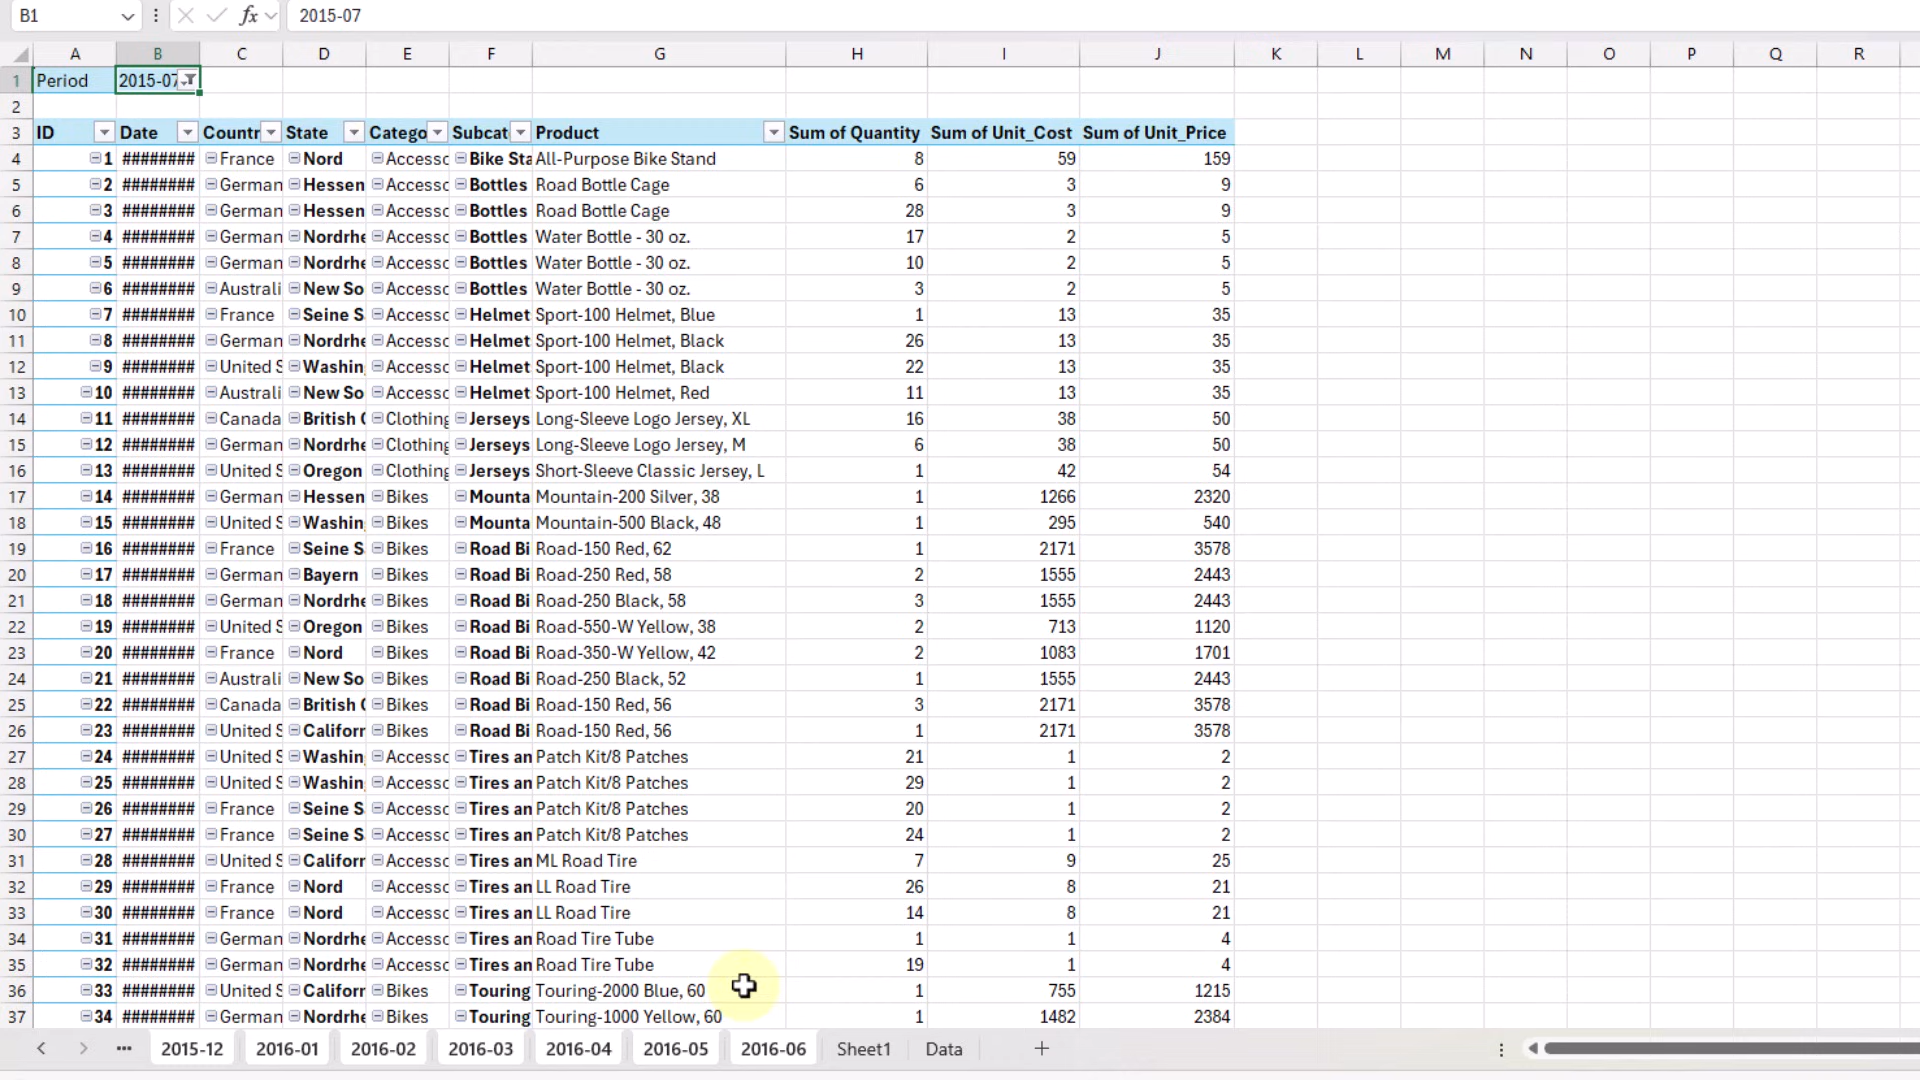 B1 fx 2015-07
A B C D E F G H I J K L M N O P Q R
1 Period 2015-07
2
3 ID Date Countr State Catego Subcat Product Sum of Quantity Sum of Unit_Cost Sum of Unit_Price
4 1 ######## France Nord Accesso Bike Sta All-Purpose Bike Stand 8 59 159
5 2 ######## German Hessen Accesso Bottles Road Bottle Cage 6 3 9
6 3 ######## German Hessen Accesso Bottles Road Bottle Cage 28 3 9
7 4 ######## German Nordrhe Accesso Bottles Water Bottle - 30 oz. 17 2 5
8 5 ######## German Nordrhe Accesso Bottles Water Bottle - 30 oz. 10 2 5
9 6 ######## Australi New So Accesso Bottles Water Bottle - 30 oz. 3 2 5
10 7 ######## France Seine S Accesso Helmet Sport-100 Helmet, Blue 1 13 35
11 8 ######## German Nordrhe Accesso Helmet Sport-100 Helmet, Black 26 13 35
12 9 ######## United S Washin Accesso Helmet Sport-100 Helmet, Black 22 13 35
13 10 ######## Australi New So Accesso Helmet Sport-100 Helmet, Red 11 13 35
14 11 ######## Canada British C Clothing Jerseys Long-Sleeve Logo Jersey, XL 16 38 50
15 12 ######## German Nordrhe Clothing Jerseys Long-Sleeve Logo Jersey, M 6 38 50
16 13 ######## United S Oregon Clothing Jerseys Short-Sleeve Classic Jersey, L 1 42 54
17 14 ######## German Hessen Bikes Mounta Mountain-200 Silver, 38 1 1266 2320
18 15 ######## United S Washin Bikes Mounta Mountain-500 Black, 48 1 295 540
19 16 ######## France Seine S Bikes Road Bi Road-150 Red, 62 1 2171 3578
20 17 ######## German Bayern Bikes Road Bi Road-250 Red, 58 2 1555 2443
21 18 ######## German Nordrhe Bikes Road Bi Road-250 Black, 58 3 1555 2443
22 19 ######## United S Oregon Bikes Road Bi Road-550-W Yellow, 38 2 713 1120
23 20 ######## France Nord Bikes Road Bi Road-350-W Yellow, 42 2 1083 1701
24 21 ######## Australi New So Bikes Road Bi Road-250 Black, 52 1 1555 2443
25 22 ######## Canada British C Bikes Road Bi Road-150 Red, 56 3 2171 3578
26 23 ######## United S Californ Bikes Road Bi Road-150 Red, 56 1 2171 3578
27 24 ######## United S Washin Accesso Tires an Patch Kit/8 Patches 21 1 2
28 25 ######## United S Washin Accesso Tires an Patch Kit/8 Patches 29 1 2
29 26 ######## France Seine S Accesso Tires an Patch Kit/8 Patches 20 1 2
30 27 ######## France Seine S Accesso Tires an Patch Kit/8 Patches 24 1 2
31 28 ######## United S Californ Accesso Tires an ML Road Tire 7 9 25
32 29 ######## France Nord Accesso Tires an LL Road Tire 26 8 21
33 30 ######## France Nord Accesso Tires an LL Road Tire 14 8 21
34 31 ######## German Nordrhe Accesso Tires an Road Tire Tube 1 1 4
35 32 ######## German Nordrhe Accesso Tires an Road Tire Tube 19 1 4
36 33 ######## United S Californ Bikes Touring Touring-2000 Blue, 60 1 755 1215
37 34 ######## German Nordrhe Bikes Touring Touring-1000 Yellow, 60 1 1482 2384
2015-12 2016-01 2016-02 2016-03 2016-04 2016-05 2016-06 Sheet1 Data